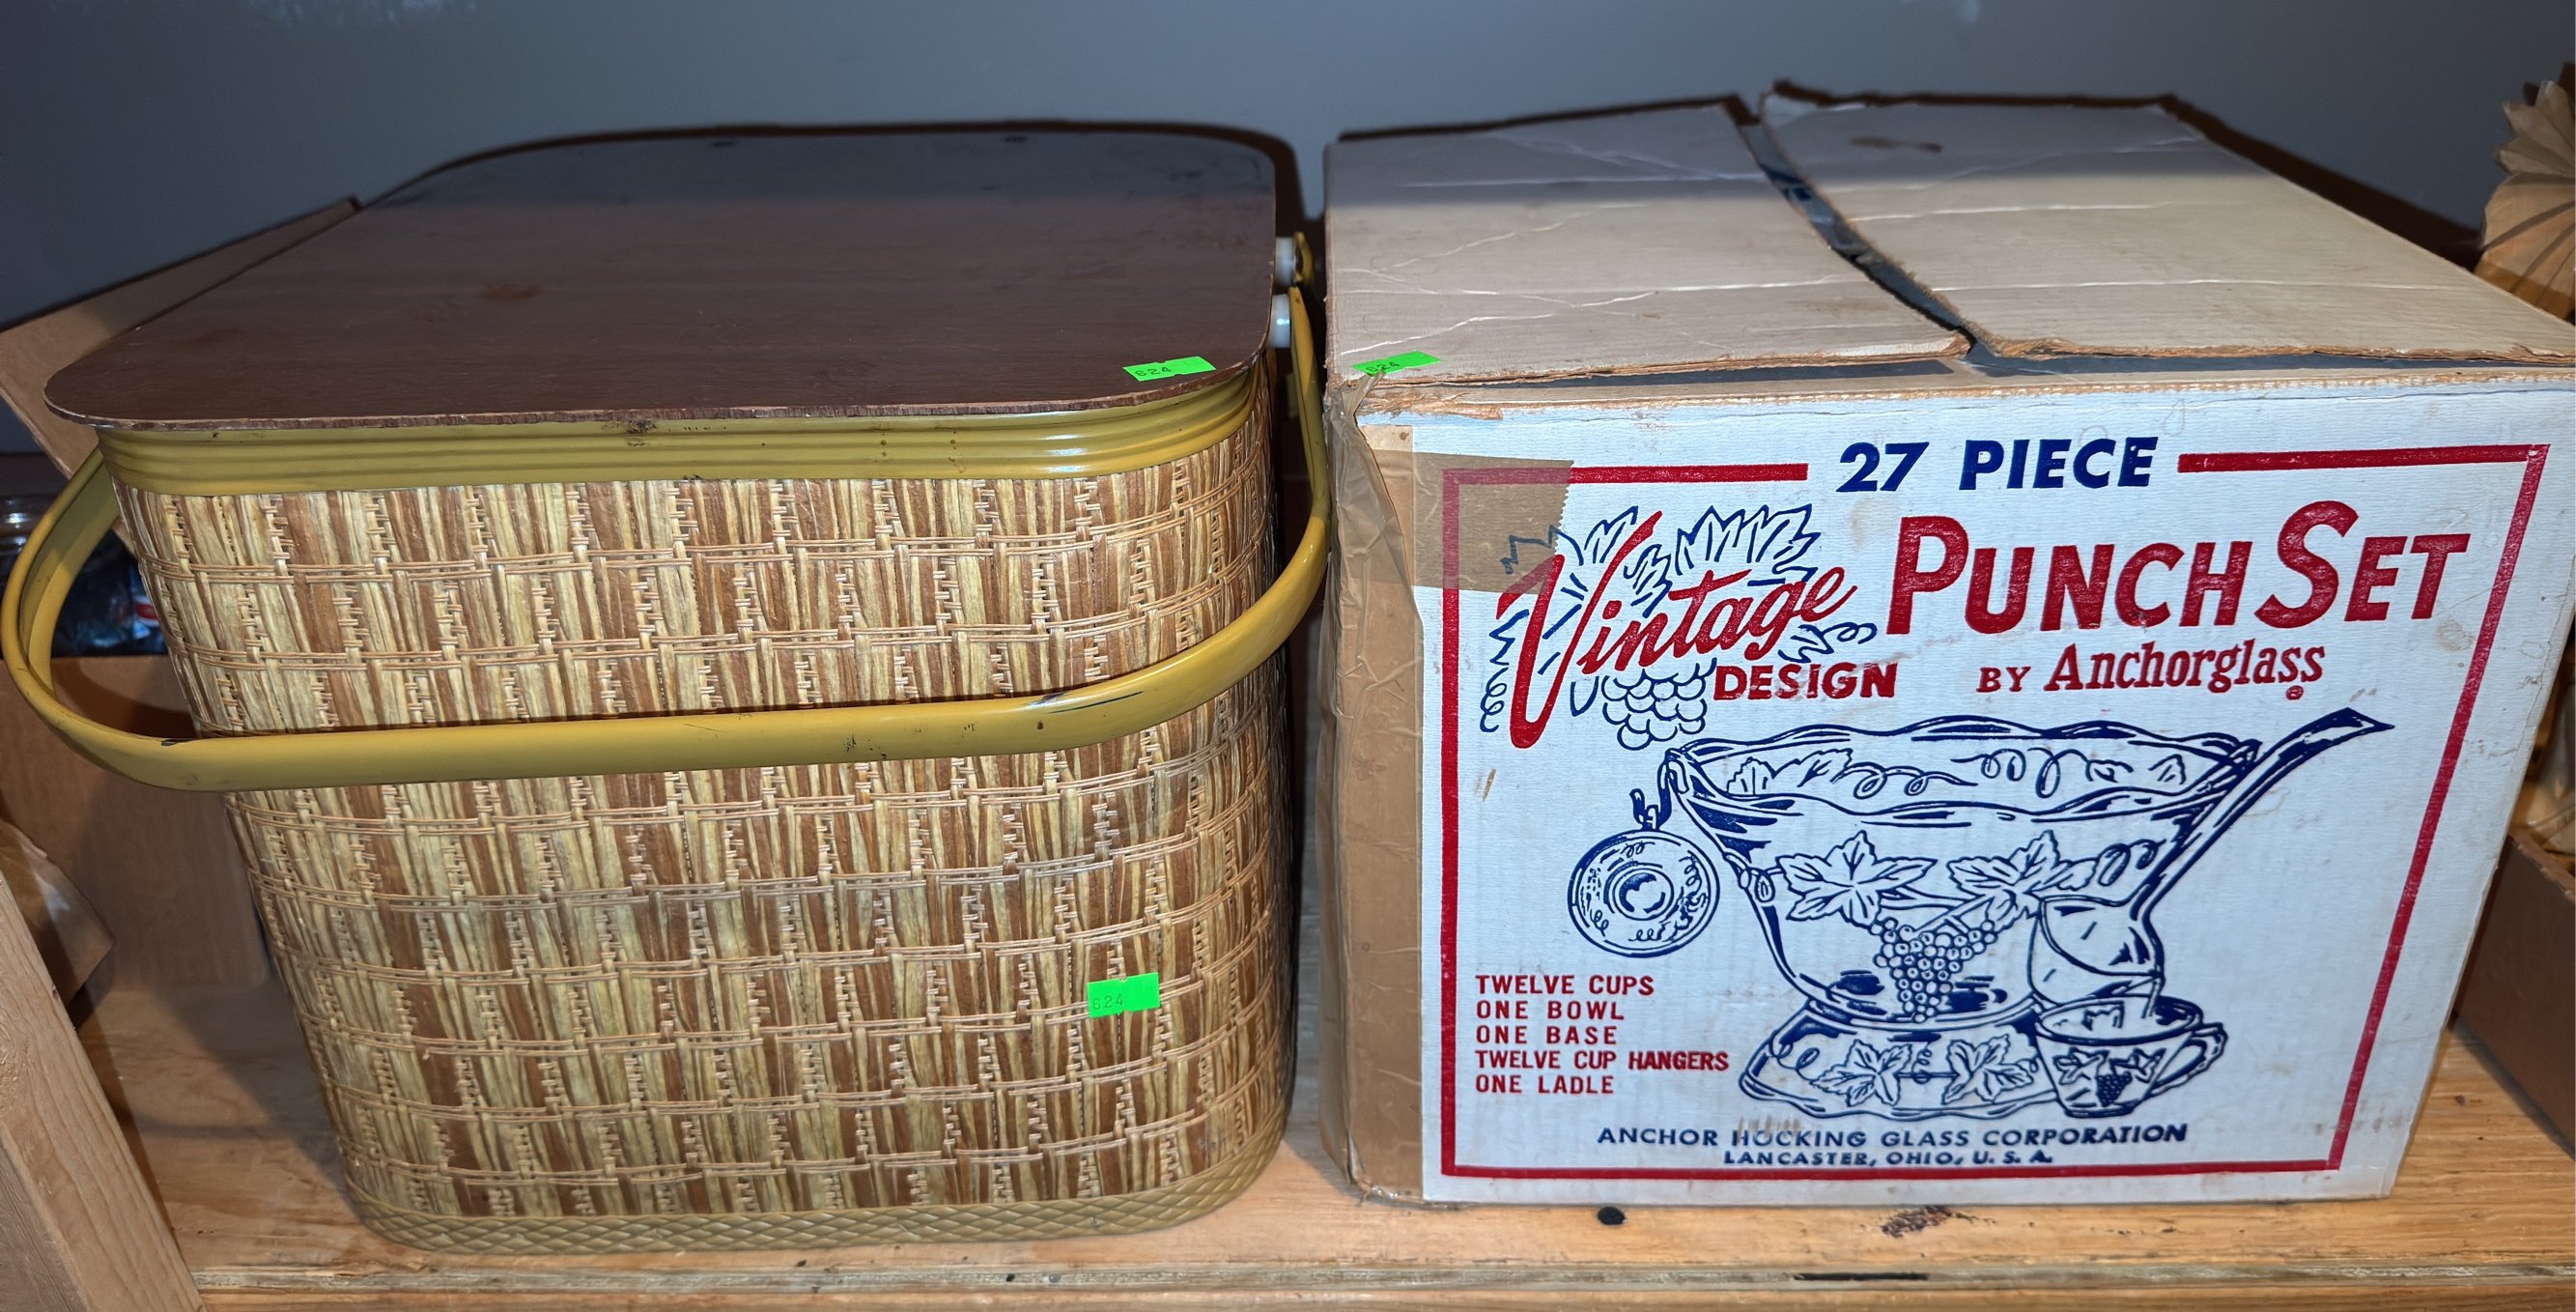 624
624
624
27 PIECE
Vintage PUNCH SET
DESIGN BY Anchorglass
TWELVE CUPS
ONE BOWL
ONE BASE
TWELVE CUP HANGERS
ONE LADLE
ANCHOR HOCKING GLASS CORPORATION
LANCASTER, OHIO, U. S. A.